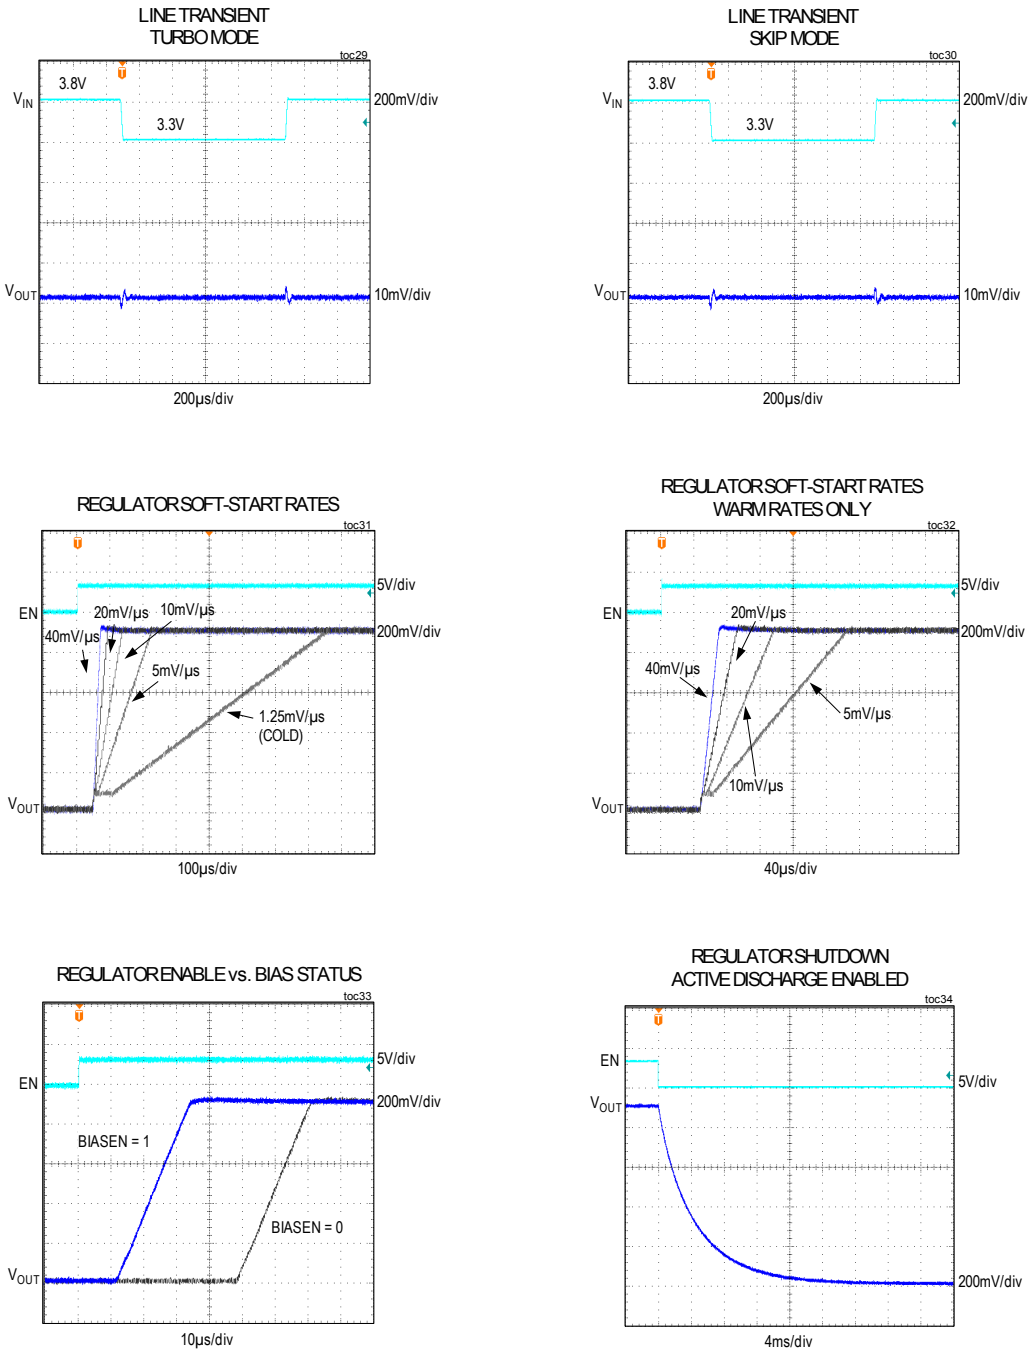 LINE TRANSIENT
TURBO MODE
toc29
3.8V
VIN
200mV/div
3.3V
VOUT
10mV/div
200µs/div
LINE TRANSIENT
SKIP MODE
toc30
3.8V
VIN
200mV/div
3.3V
VOUT
10mV/div
200µs/div
REGULATOR SOFT-START RATES
toc31
5V/div
EN
20mV/µs
10mV/µs
40mV/µs
200mV/div
5mV/µs
1.25mV/µs
(COLD)
VOUT
100µs/div
REGULATOR SOFT-START RATES
WARM RATES ONLY
toc32
5V/div
EN
20mV/µs
200mV/div
40mV/µs
5mV/µs
10mV/µs
VOUT
40µs/div
REGULATOR ENABLE vs. BIAS STATUS
toc33
5V/div
EN
200mV/div
BIASEN = 1
BIASEN = 0
VOUT
10µs/div
REGULATOR SHUTDOWN
ACTIVE DISCHARGE ENABLED
toc34
EN
5V/div
VOUT
200mV/div
4ms/div